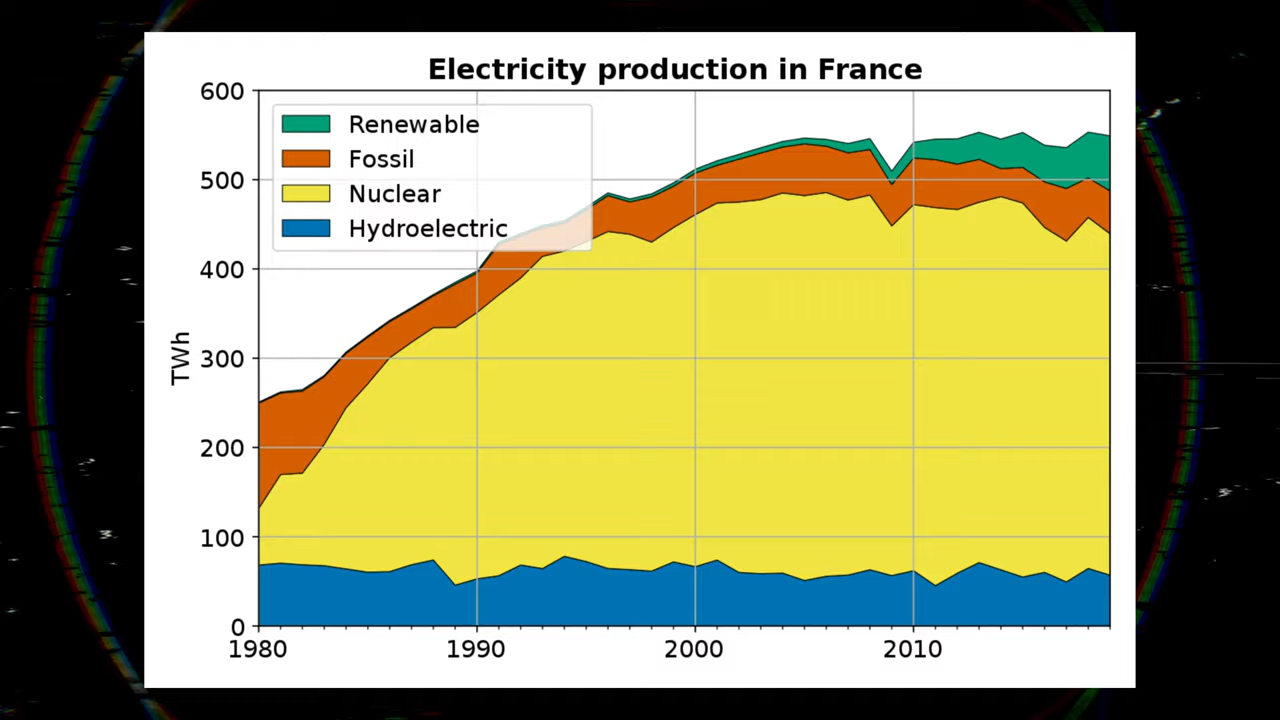 Electricity production in France
600
500
400
300
200
100
0
TWh
Renewable
Fossil
Nuclear
Hydroelectric
1980 1990 2000 2010